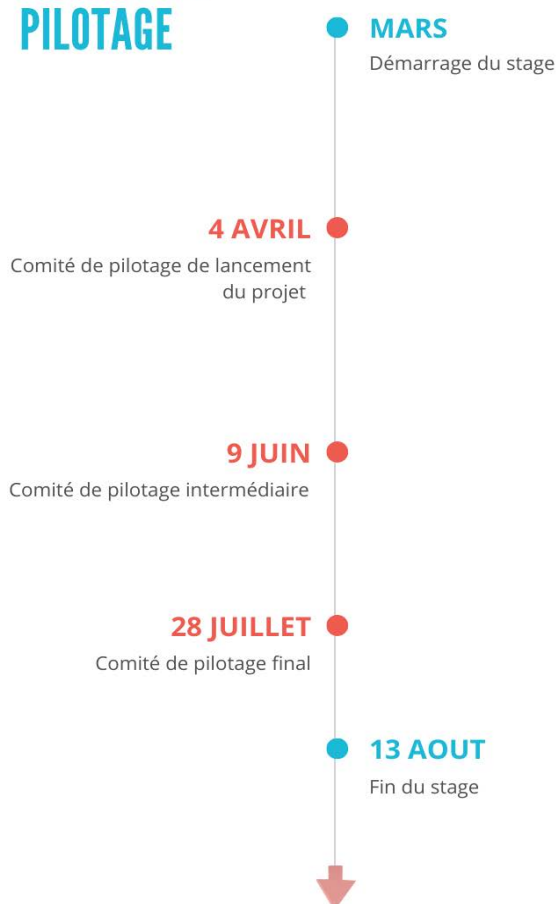 PILOTAGE
MARS
Démarrage du stage
4 AVRIL
Comité de pilotage de lancement
du projet
9 JUIN
Comité de pilotage intermédiaire
28 JUILLET
Comité de pilotage final
13 AOUT
Fin du stage